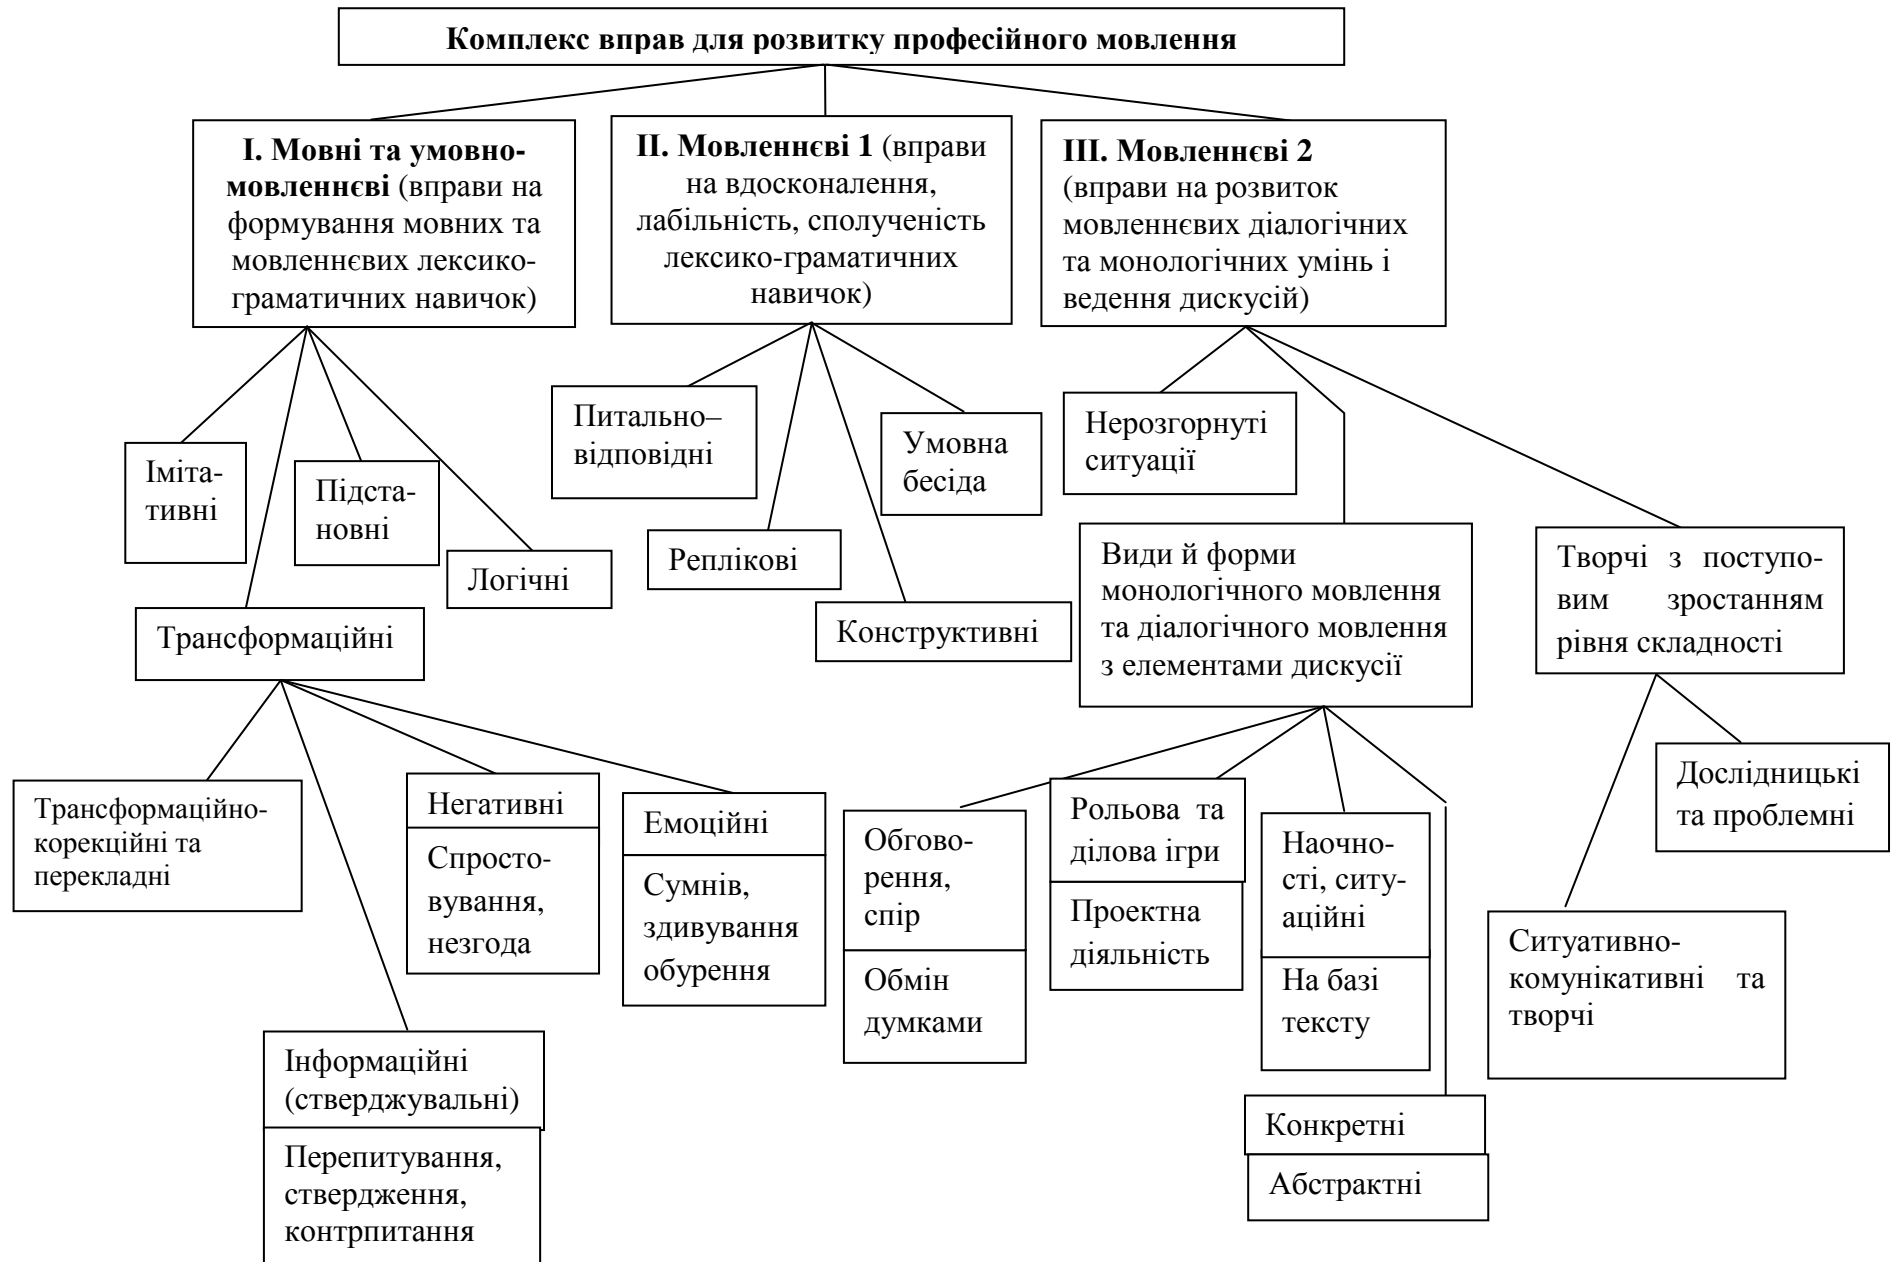 Комплекс вправ для розвитку професійного мовлення
І. Мовні та умовно-
мовленнєві (вправи на
формування мовних та
мовленнєвих лексико-
граматичних навичок)
ІІ. Мовленнєві 1 (вправи
на вдосконалення,
лабільність, сполученість
лексико-граматичних
навичок)
ІІІ. Мовленнєві 2
(вправи на розвиток
мовленнєвих діалогічних
та монологічних умінь і
ведення дискусій)
Іміта-
тивні
Підста-
новні
Логічні
Трансформаційні
Питально–
відповідні
Реплікові
Умовна
бесіда
Конструктивні
Нерозгорнуті
ситуації
Види й форми
монологічного мовлення
та діалогічного мовлення
з елементами дискусії
Творчі з поступо-
вим зростанням
рівня складності
Трансформаційно-
корекційні та
перекладні
Негативні
Спросто-
вування,
незгода
Емоційні
Сумнів,
здивування
обурення
Інформаційні
(стверджувальні)
Перепитування,
ствердження,
контрпитання
Обгово-
рення,
спір
Обмін
думками
Рольова та
ділова ігри
Проектна
діяльність
Наочно-
сті, ситу-
аційні
На базі
тексту
Конкретні
Абстрактні
Дослідницькі
та проблемні
Ситуативно-
комунікативні та
творчі